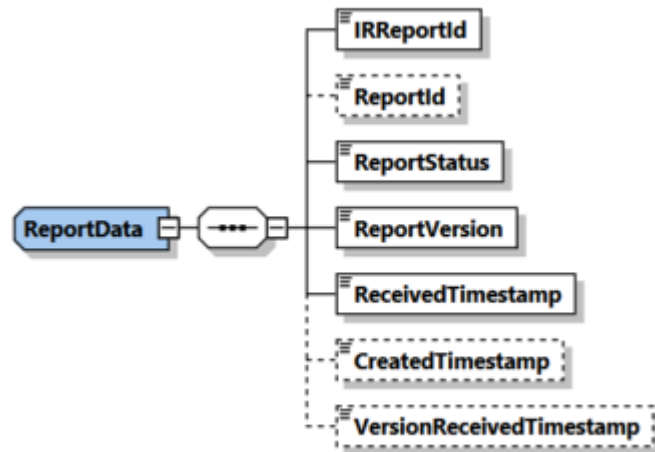 IRReportId
ReportId
ReportStatus
ReportData
ReportVersion
ReceivedTimestamp
CreatedTimestamp
VersionReceivedTimestamp